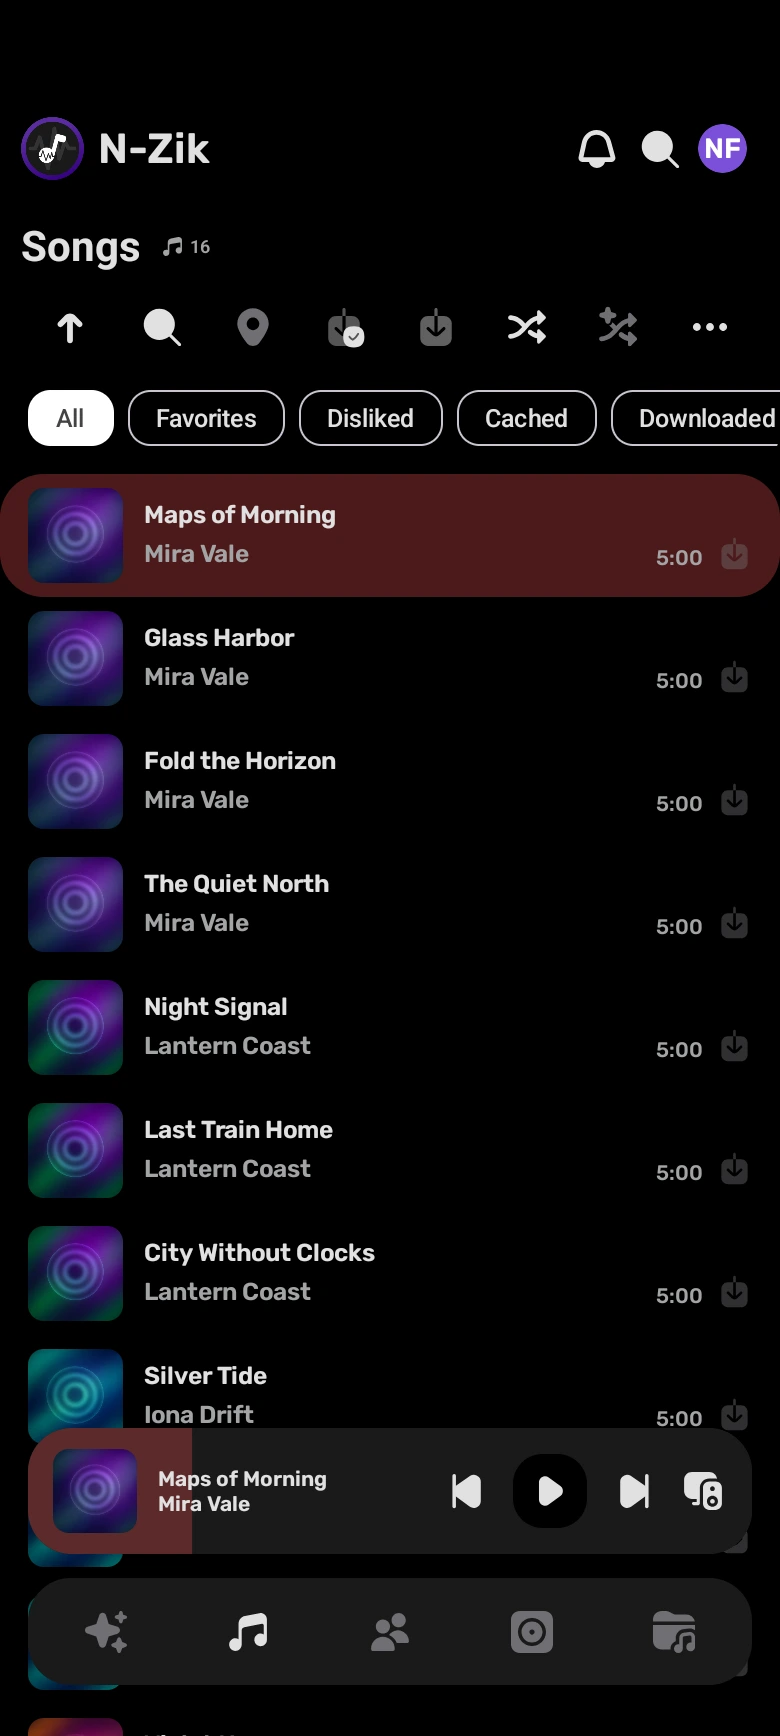 N-Zik
NF
Songs
16
All
Favorites
Disliked
Cached
Downloaded
Maps of Morning
Mira Vale
5:00
Glass Harbor
Mira Vale
5:00
Fold the Horizon
Mira Vale
5:00
The Quiet North
Mira Vale
5:00
Night Signal
Lantern Coast
5:00
Last Train Home
Lantern Coast
5:00
City Without Clocks
Lantern Coast
5:00
Silver Tide
Iona Drift
5:00
Maps of Morning
Mira Vale